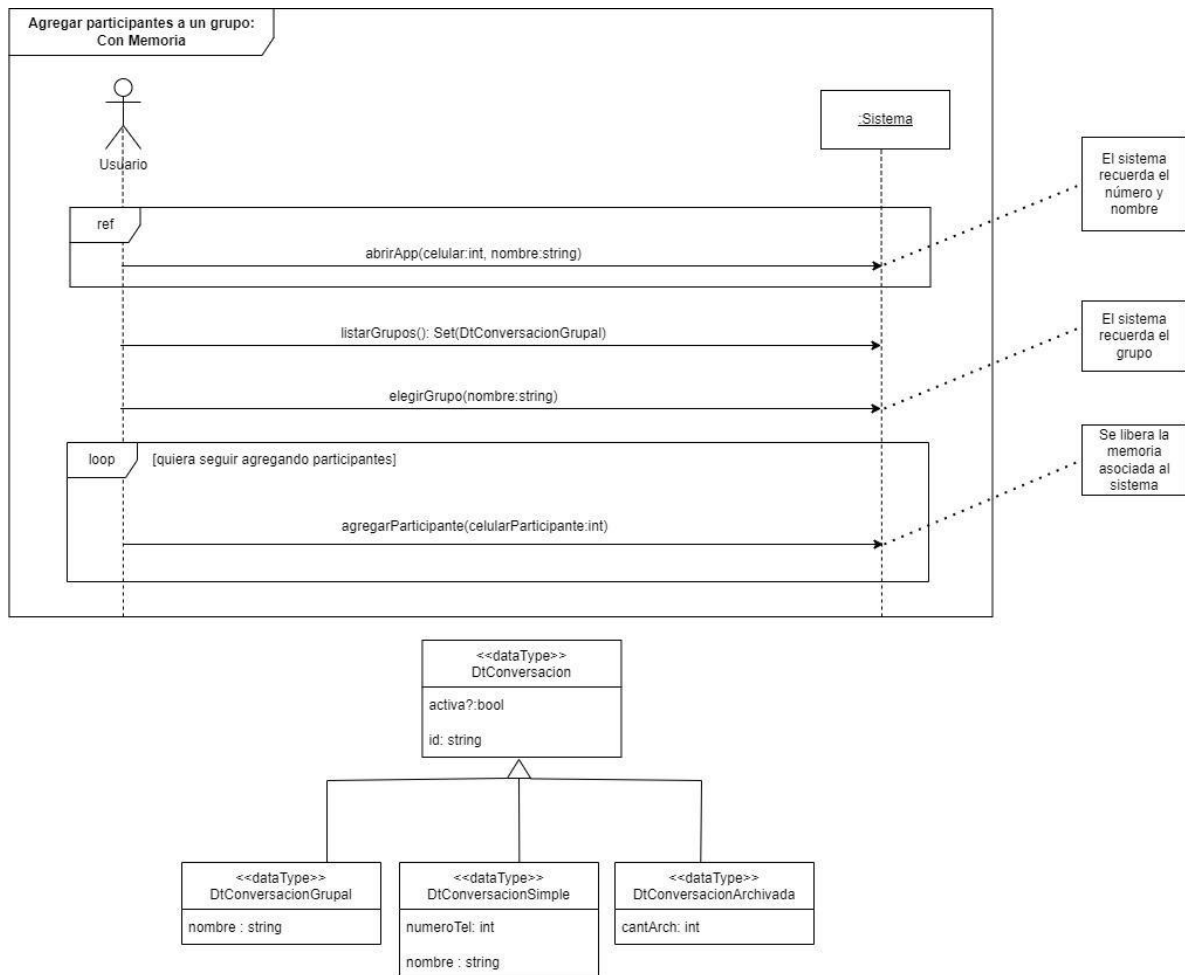 Agregar participantes a un grupo:
Con Memoria
Usuario
:Sistema
El sistema
recuerda el
número y
nombre
ref
abrirApp(celular:int, nombre:string)
listarGrupos(): Set(DtConversacionGrupal)
El sistema
recuerda el
grupo
elegirGrupo(nombre:string)
Se libera la
memoria
asociada al
sistema
loop
[quiera seguir agregando participantes]
agregarParticipante(celularParticipante:int)
<<dataType>>
DtConversacion
activa?:bool
id: string
<<dataType>>
DtConversacionGrupal
nombre : string
<<dataType>>
DtConversacionSimple
numeroTel: int
nombre : string
<<dataType>>
DtConversacionArchivada
cantArch: int